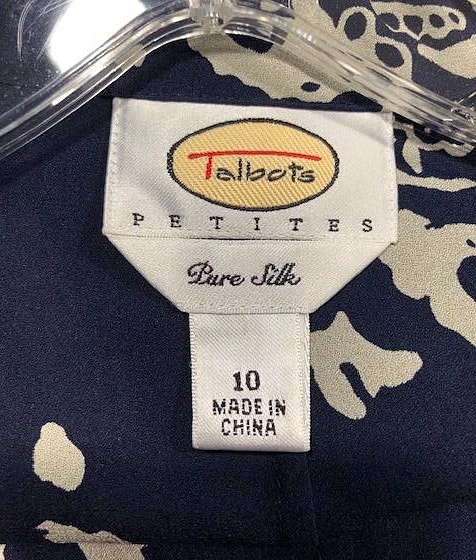 Talbots
PETITES
Pure Silk
10
MADE IN
CHINA